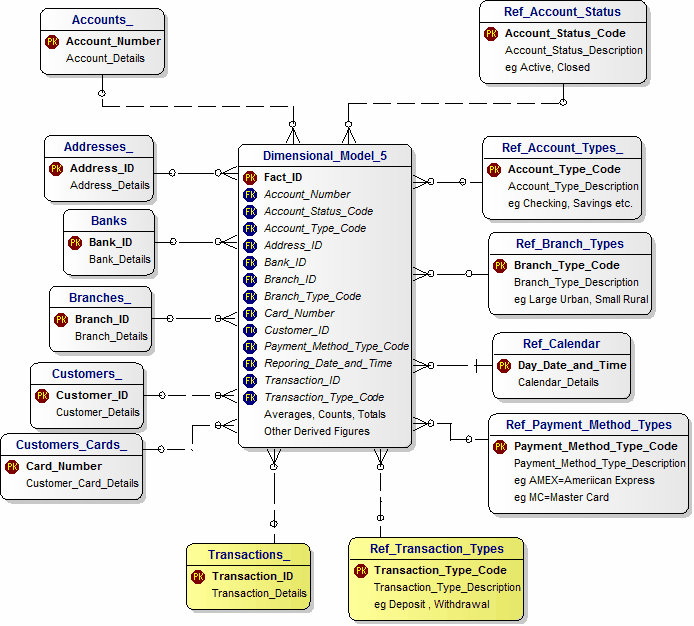 Accounts_
PK Account_Number
Account_Details
Ref_Account_Status
PK Account_Status_Code
Account_Status_Description
eg Active, Closed
Addresses_
PK Address_ID
Address_Details
Banks
PK Bank_ID
Bank_Details
Branches_
PK Branch_ID
Branch_Details
Customers_
PK Customer_ID
Customer_Details
Customers_Cards_
PK Card_Number
Customer_Card_Details
Dimensional_Model_5
PK Fact_ID
FK Account_Number
FK Account_Status_Code
FK Account_Type_Code
FK Address_ID
FK Bank_ID
FK Branch_ID
FK Branch_Type_Code
FK Card_Number
FK Customer_ID
FK Payment_Method_Type_Code
FK Reporting_Date_and_Time
FK Transaction_ID
FK Transaction_Type_Code
Averages, Counts, Totals
Other Derived Figures
Ref_Account_Types_
PK Account_Type_Code
Account_Type_Description
eg Checking, Savings etc.
Ref_Branch_Types
PK Branch_Type_Code
Branch_Type_Description
eg Large Urban, Small Rural
Ref_Calendar
PK Day_Date_and_Time
Calendar_Details
Ref_Payment_Method_Types
PK Payment_Method_Type_Code
Payment_Method_Type_Description
eg AMEX=Ameriican Express
eg MC=Master Card
Transactions_
PK Transaction_ID
Transaction_Details
Ref_Transaction_Types
PK Transaction_Type_Code
Transaction_Type_Description
eg Deposit , Withdrawal